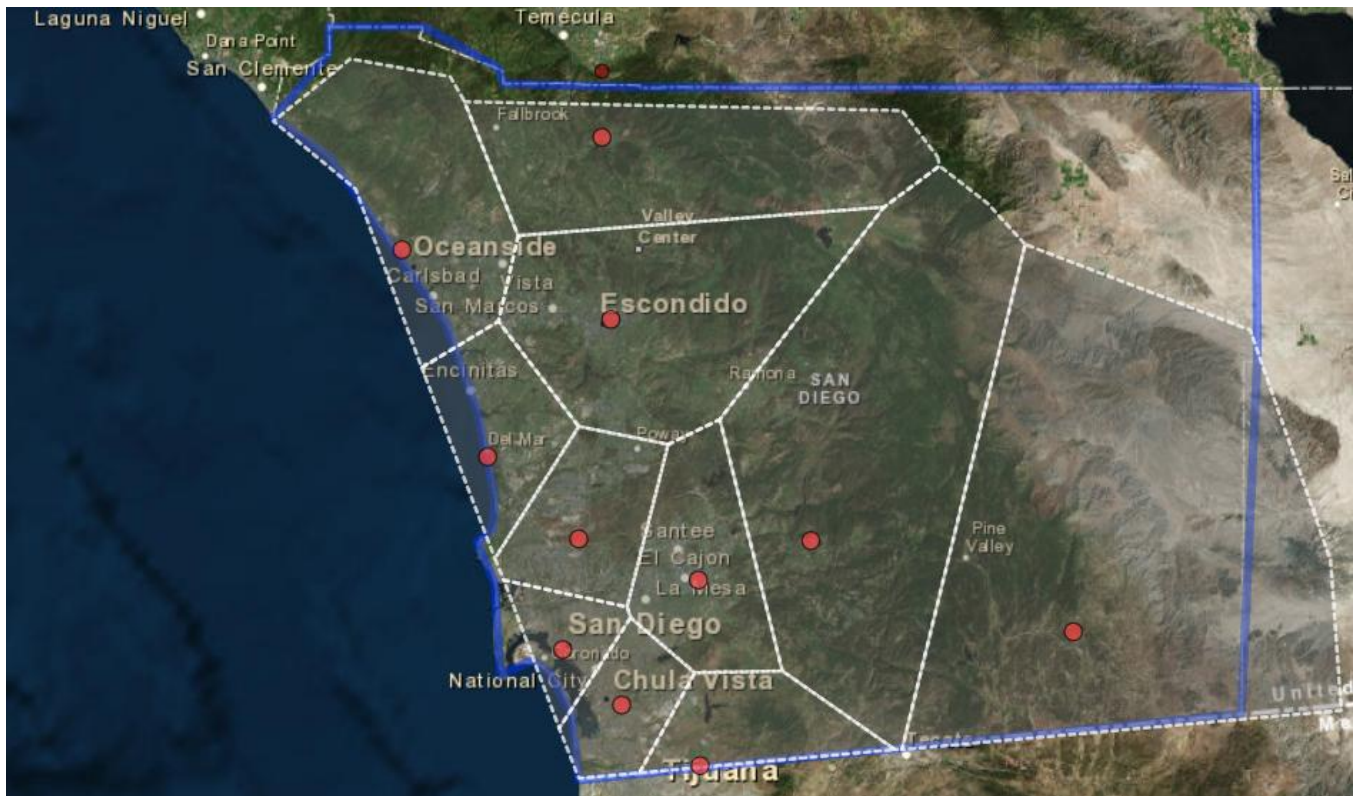 Laguna Niguel
Temecula
Dana Point
San Clemente
Fallbrook
Valley
Center
Oceanside
Carlsbad
Vista
San Marcos
Escondido
Encinitas
Ramona
SAN
DIEGO
Del Mar
Poway
Santee
El Cajon
La Mesa
Pine
Valley
San Diego
Coronado
National City
Chula Vista
Tijuana
Tecate
United